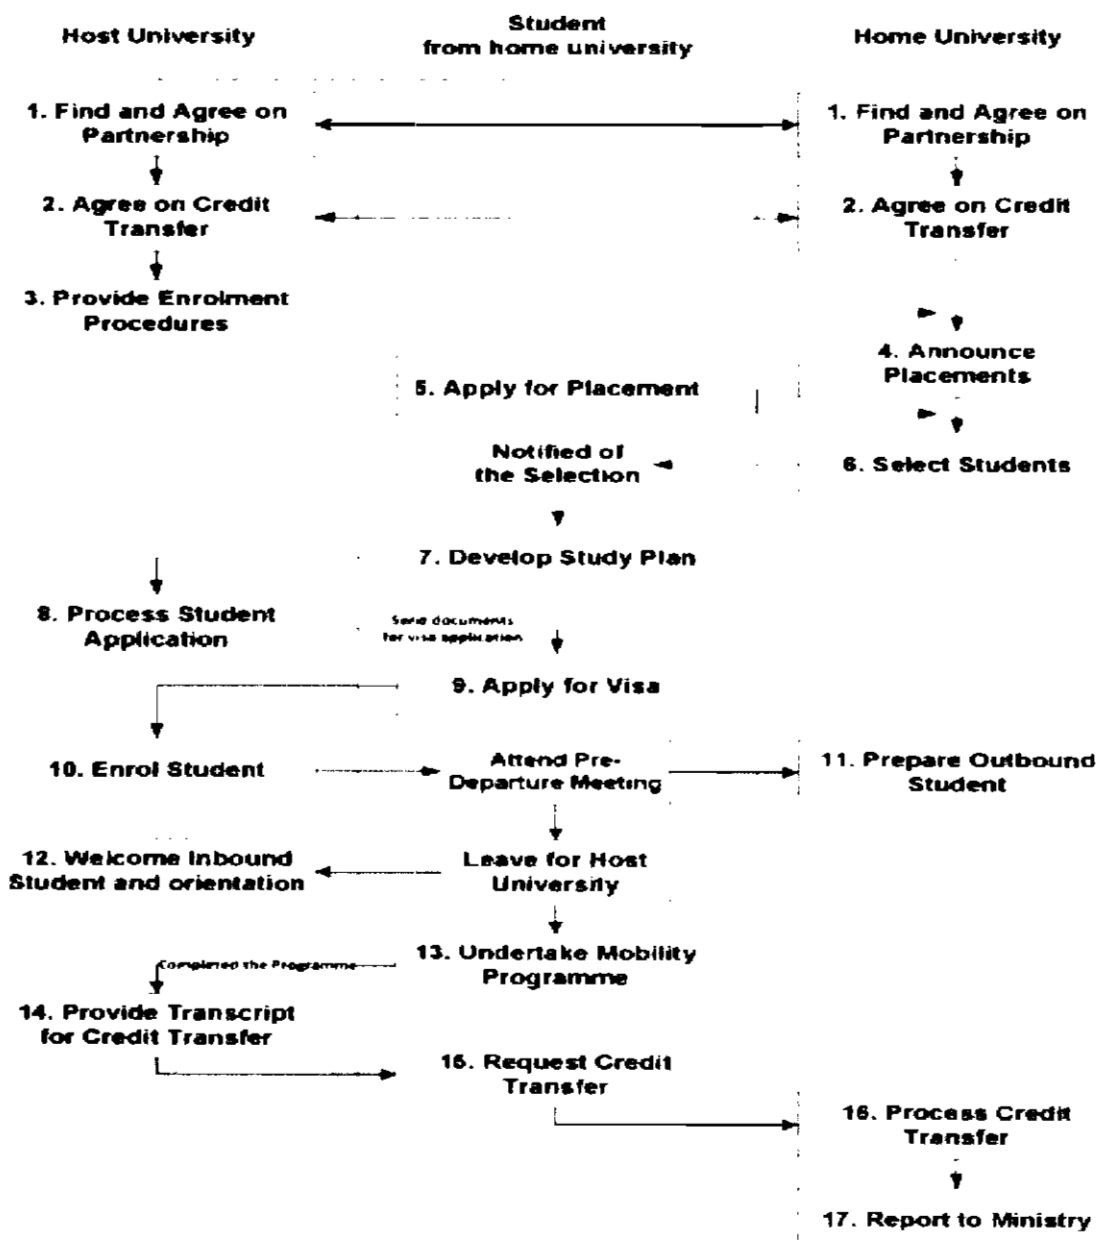 Host University
Student
from home university
Home University
1. Find and Agree on
Partnership
1. Find and Agree on
Partnership
2. Agree on Credit
Transfer
2. Agree on Credit
Transfer
3. Provide Enrolment
Procedures
4. Announce
Placements
5. Apply for Placement
Notified of
the Selection
6. Select Students
7. Develop Study Plan
8. Process Student
Application
Send documents
for visa application
9. Apply for Visa
10. Enrol Student
Attend Pre-
Departure Meeting
11. Prepare Outbound
Student
12. Welcome Inbound
Student and orientation
Leave for Host
University
13. Undertake Mobility
Programme
Completed the Programme
14. Provide Transcript
for Credit Transfer
15. Request Credit
Transfer
16. Process Credit
Transfer
17. Report to Ministry